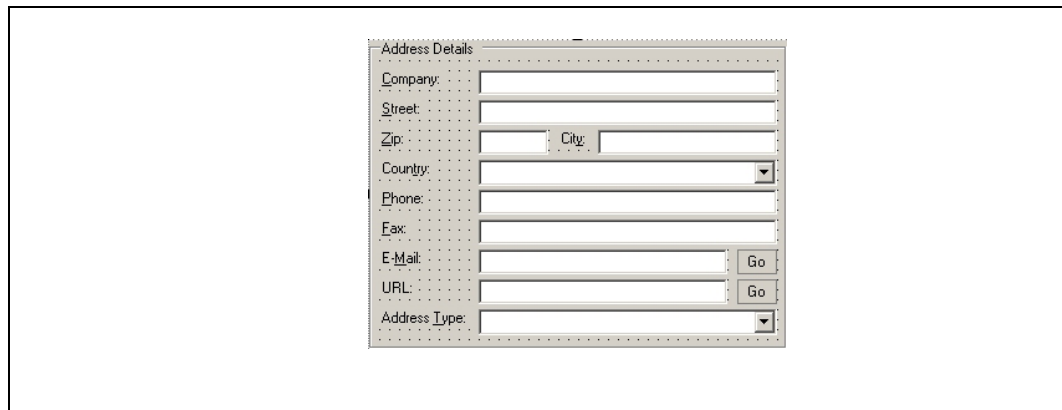 Address Details
Company:
Street:
Zip: City:
Country:
Phone:
Fax:
E-Mail: Go
URL: Go
Address Type: